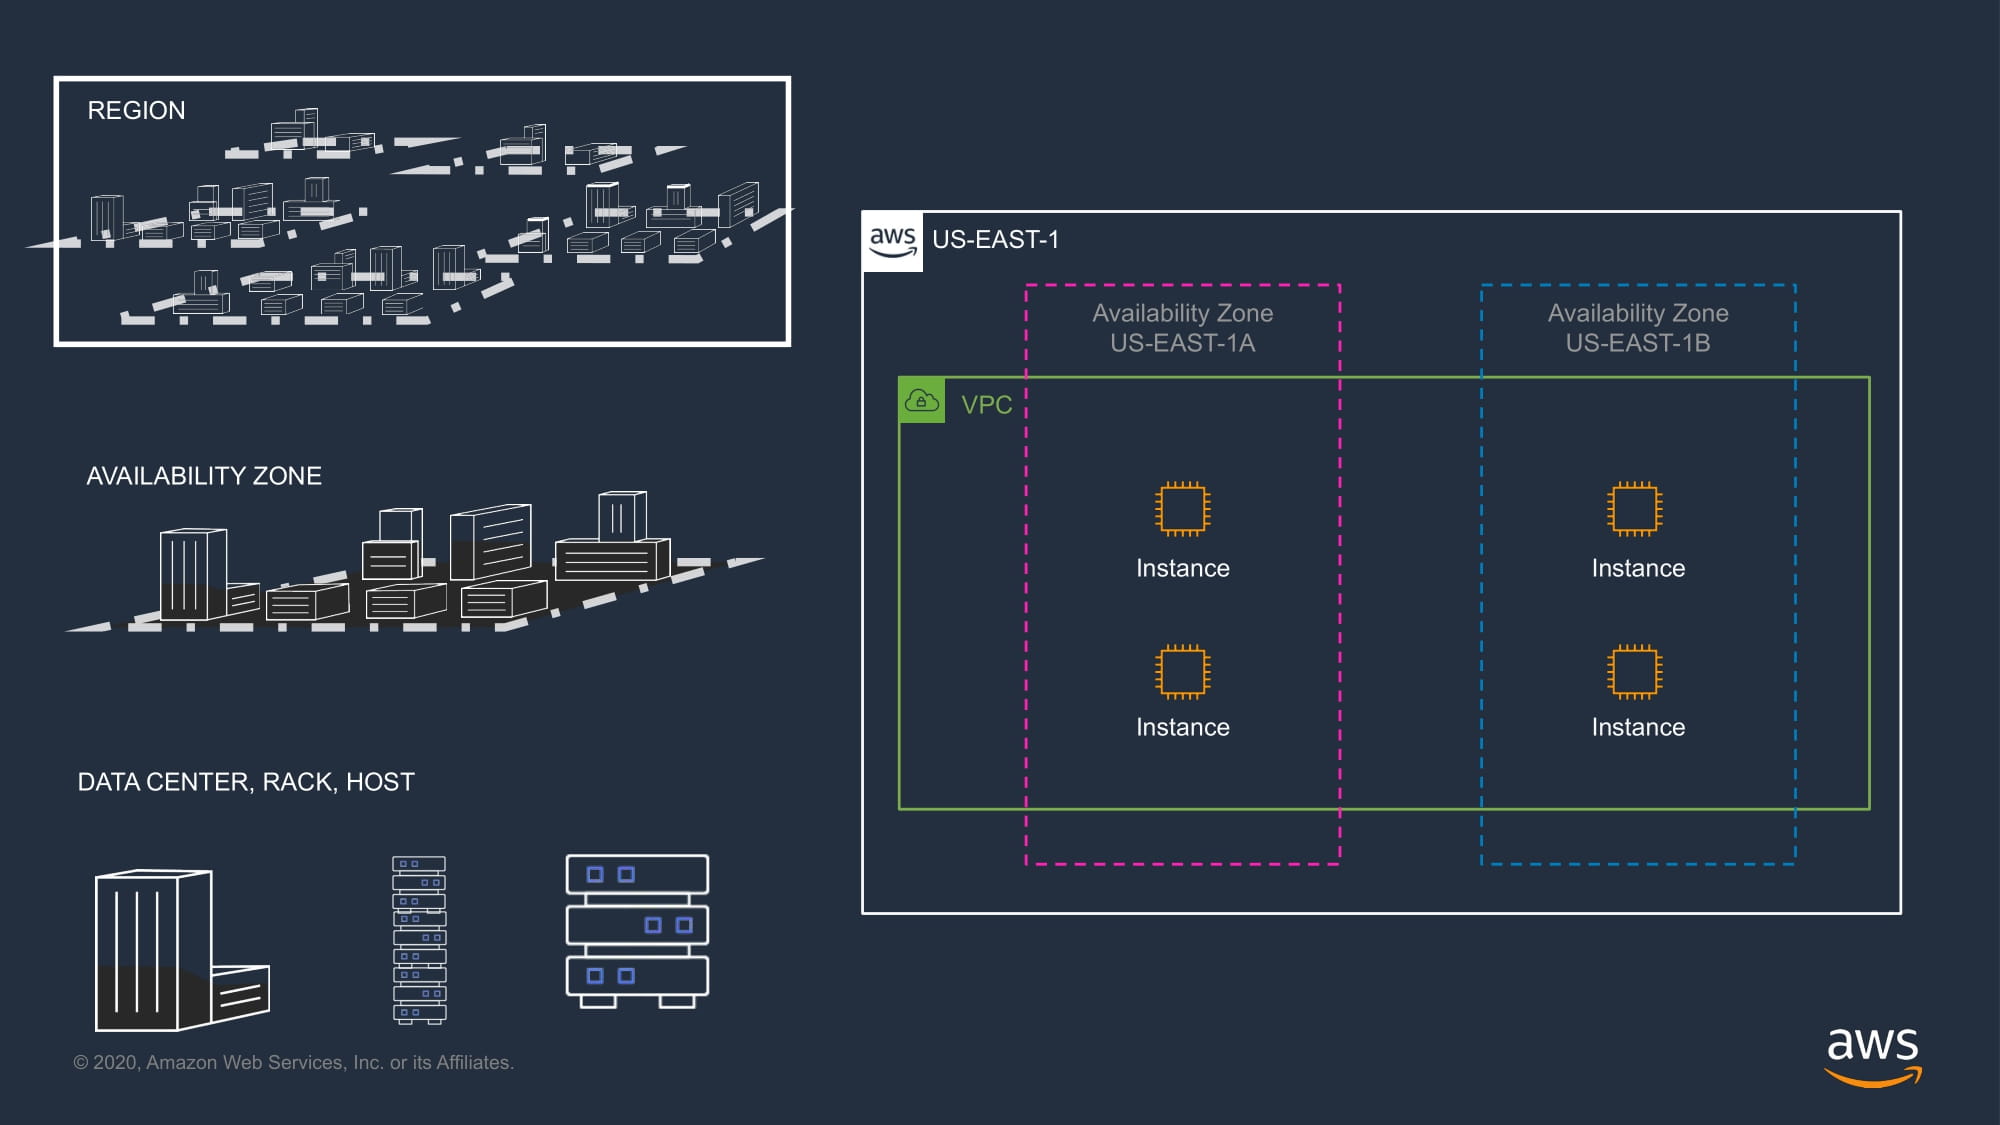 REGION
AVAILABILITY ZONE
DATA CENTER, RACK, HOST
© 2020, Amazon Web Services, Inc. or its Affiliates.
aws
US-EAST-1
Availability Zone
US-EAST-1A
Availability Zone
US-EAST-1B
VPC
Instance
Instance
Instance
Instance
aws